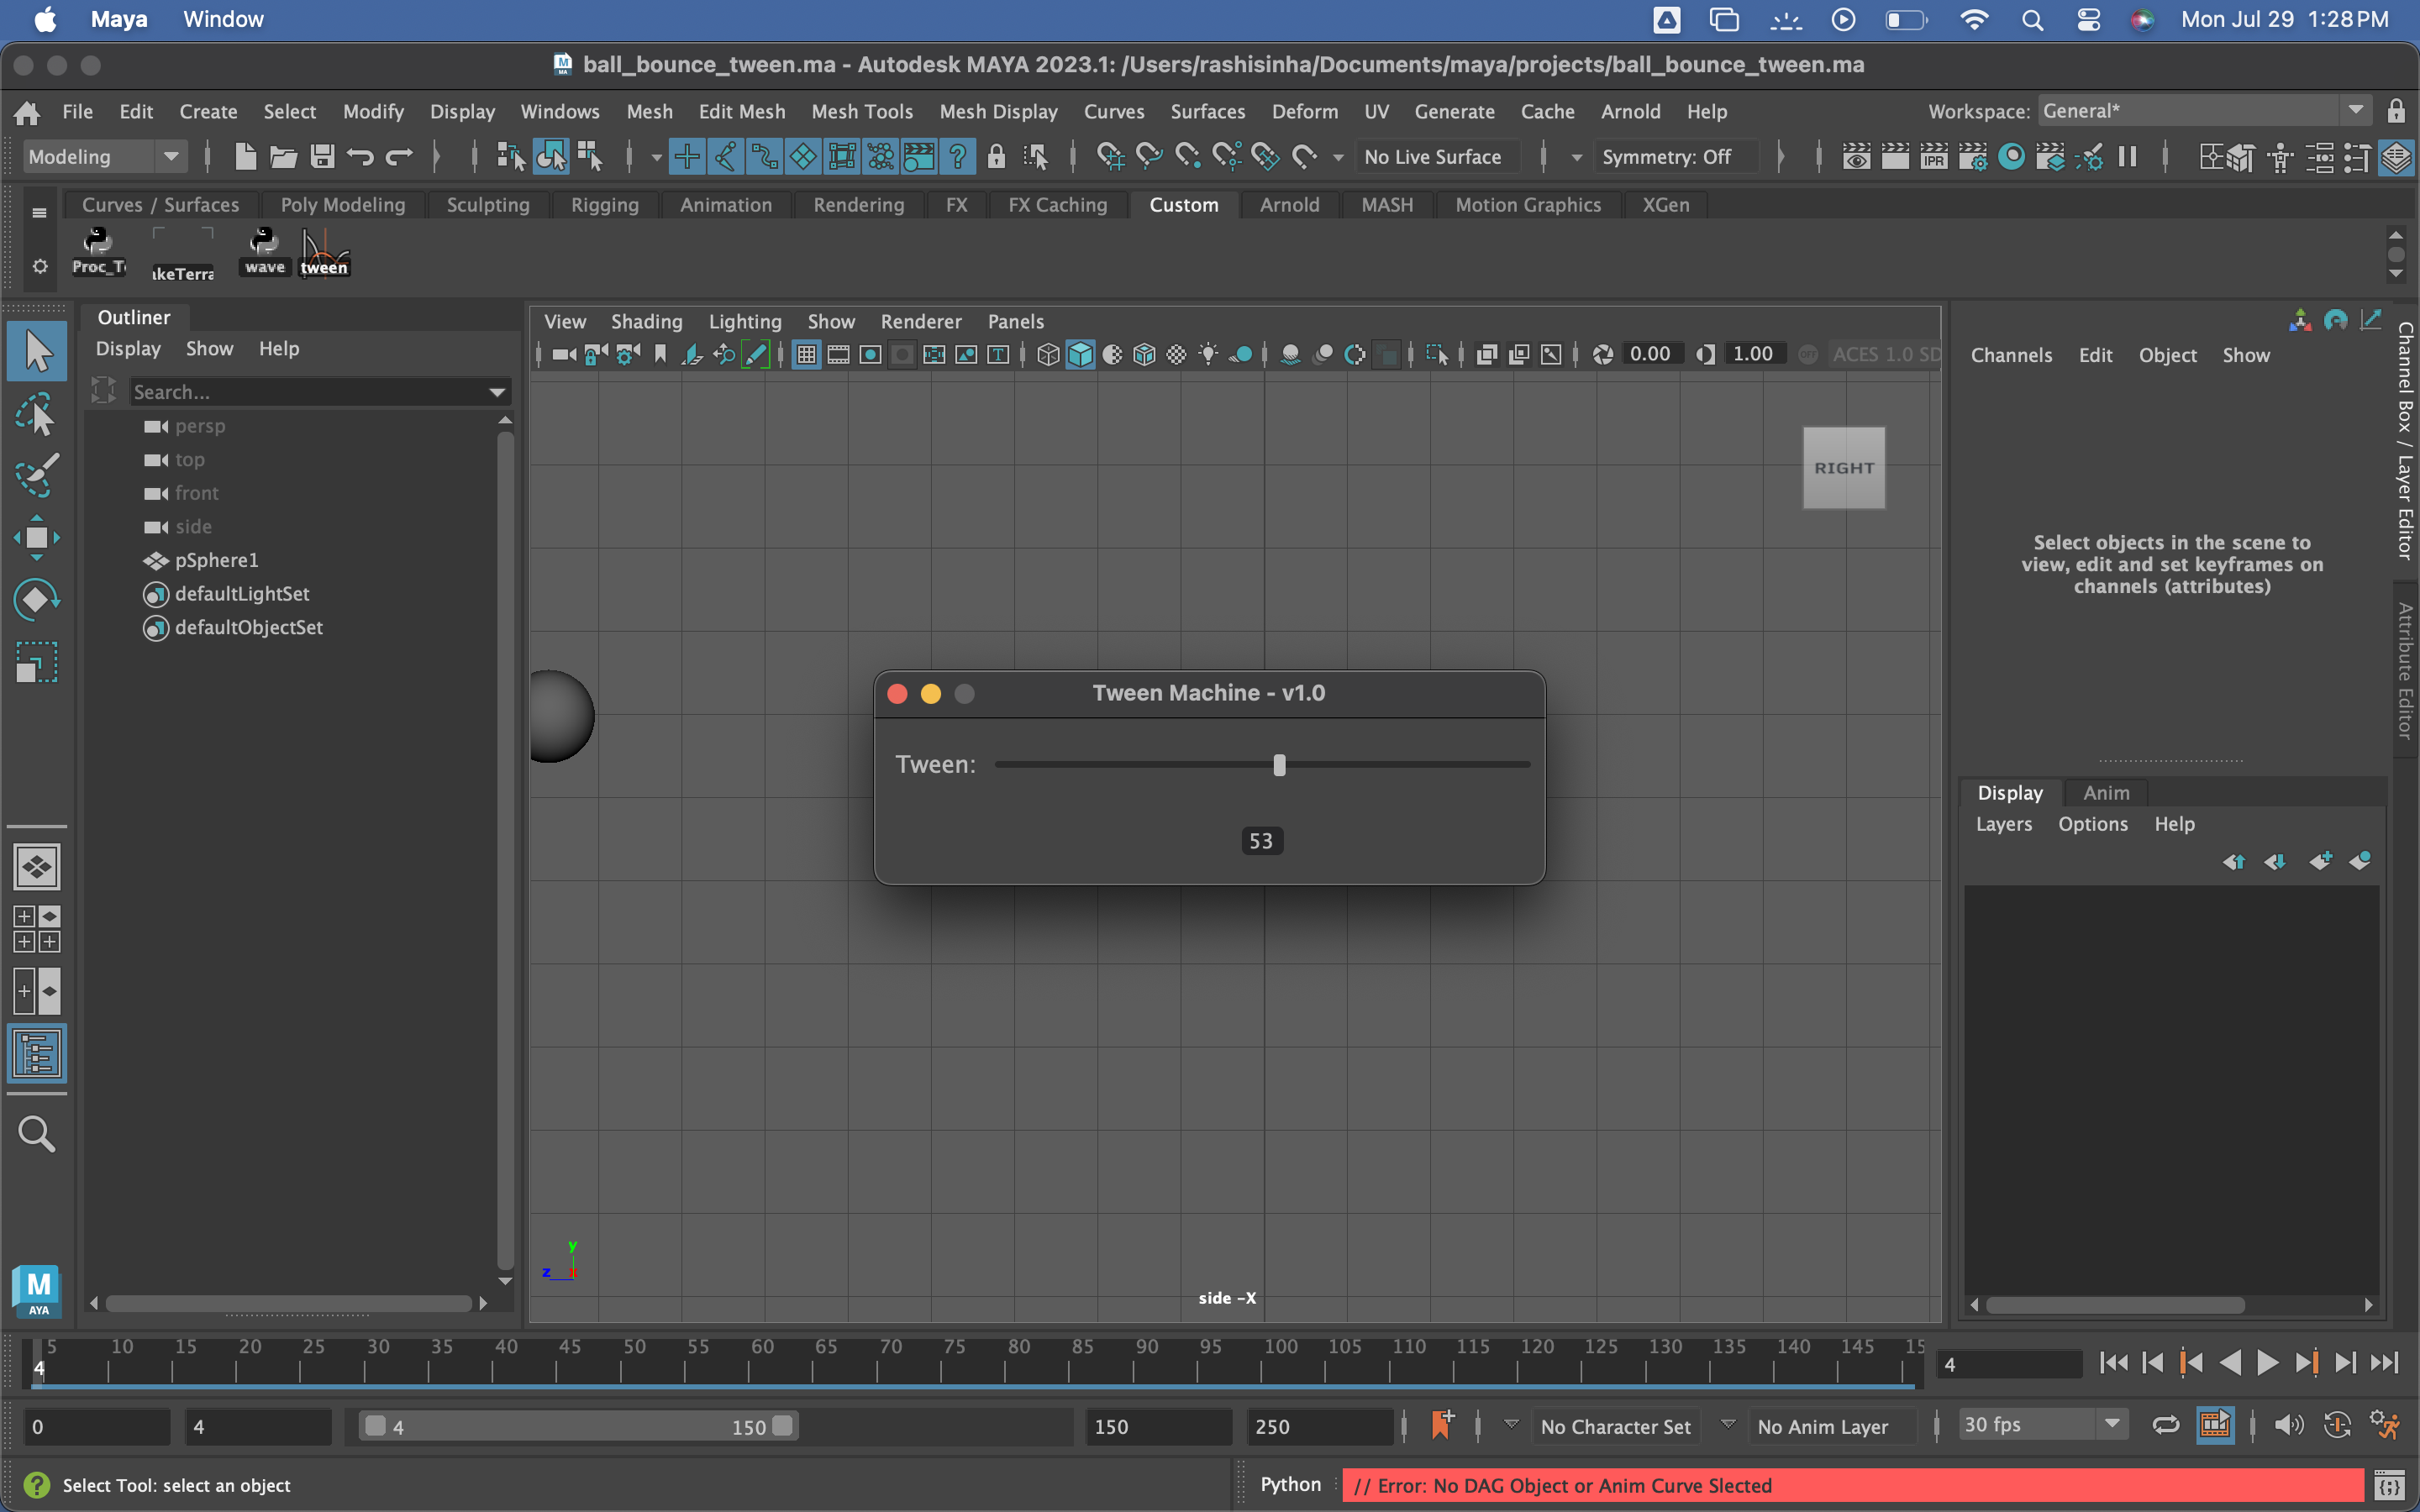 Maya Window Mon Jul 29 1:28 PM
ball_bounce_tween.ma - Autodesk MAYA 2023.1: /Users/rashisinha/Documents/maya/projects/ball_bounce_tween.ma
File Edit Create Select Modify Display Windows Mesh Edit Mesh Mesh Tools Mesh Display Curves Surfaces Deform UV Generate Cache Arnold Help Workspace: General*
Modeling No Live Surface Symmetry: Off IPR
Curves / Surfaces Poly Modeling Sculpting Rigging Animation Rendering FX FX Caching Custom Arnold MASH Motion Graphics XGen
Proc_T akeTerra wave tween
Outliner
Display Show Help
Search...
persp
top
front
side
pSphere1
defaultLightSet
defaultObjectSet
View Shading Lighting Show Renderer Panels
0.00 1.00 ACES 1.0 SD
RIGHT
Tween Machine - v1.0
Tween:
53
y
z x
side -X
Channels Edit Object Show
Select objects in the scene to
view, edit and set keyframes on
channels (attributes)
Channel Box / Layer Editor
Attribute Editor
Display Anim
Layers Options Help
M
AYA
5 10 15 20 25 30 35 40 45 50 55 60 65 70 75 80 85 90 95 100 105 110 115 120 125 130 135 140 145 15
4 4
0 4 4 150 150 250 No Character Set No Anim Layer 30 fps
Select Tool: select an object Python // Error: No DAG Object or Anim Curve Slected